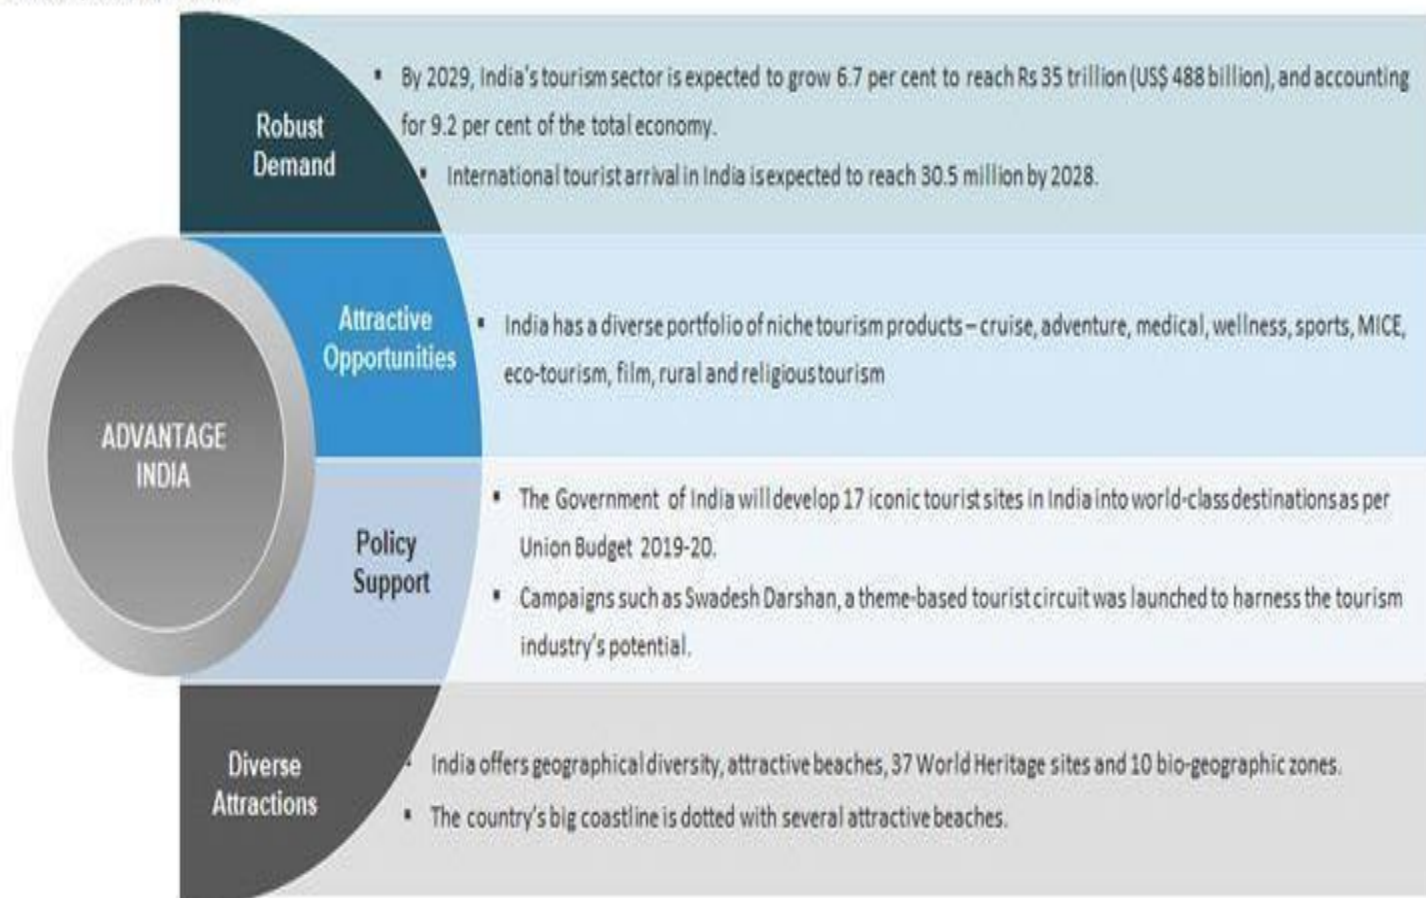 ADVANTAGE
INDIA
Robust
Demand
▪ By 2029, India's tourism sector is expected to grow 6.7 per cent to reach Rs 35 trillion (US$ 488 billion), and accounting
for 9.2 per cent of the total economy.
▪ International tourist arrival in India is expected to reach 30.5 million by 2028.
Attractive
Opportunities
▪ India has a diverse portfolio of niche tourism products – cruise, adventure, medical, wellness, sports, MICE,
eco-tourism, film, rural and religious tourism
Policy
Support
▪ The Government of India will develop 17 iconic tourist sites in India into world-class destinations as per
Union Budget 2019-20.
▪ Campaigns such as Swadesh Darshan, a theme-based tourist circuit was launched to harness the tourism
industry's potential.
Diverse
Attractions
▪ India offers geographical diversity, attractive beaches, 37 World Heritage sites and 10 bio-geographic zones.
▪ The country's big coastline is dotted with several attractive beaches.